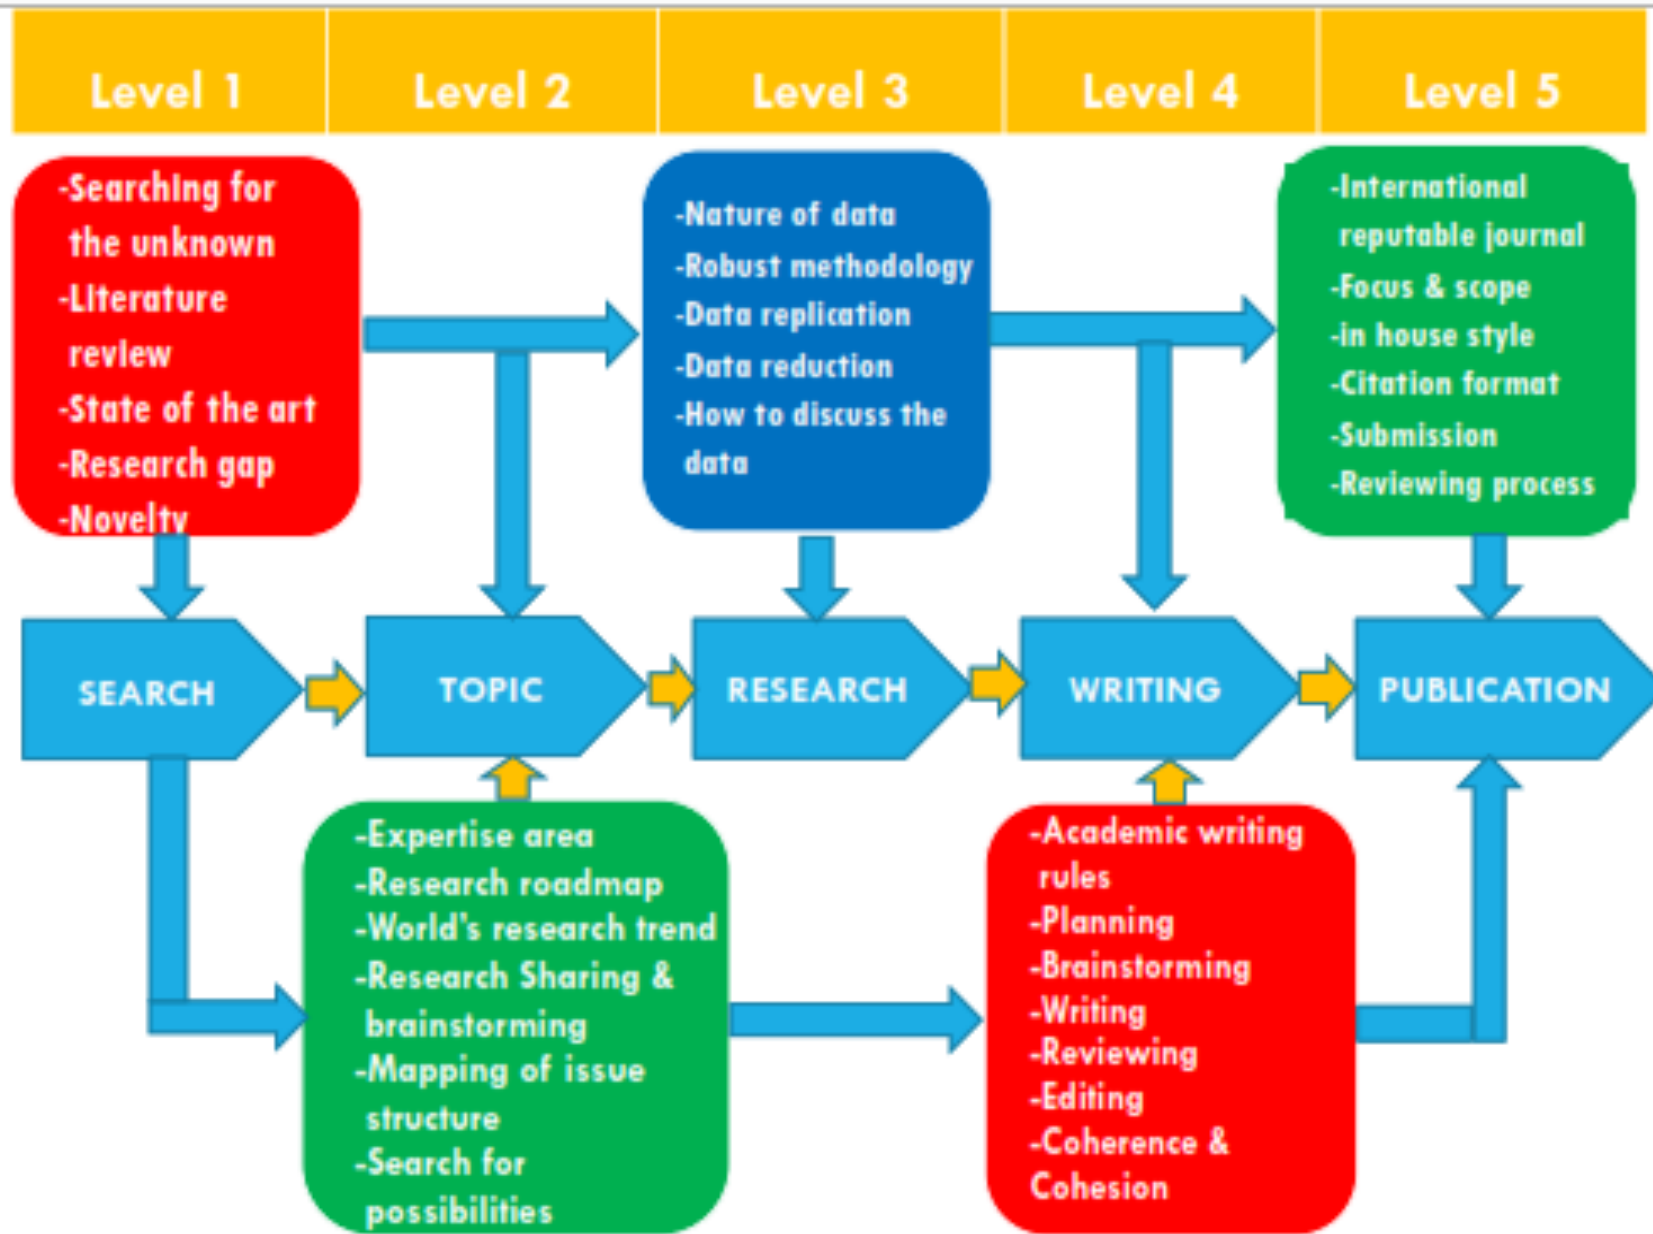 Level 1
Level 2
Level 3
Level 4
Level 5
-Searching for
the unknown
-Literature
review
-State of the art
-Research gap
-Novelty
-Nature of data
-Robust methodology
-Data replication
-Data reduction
-How to discuss the
data
-International
reputable journal
-Focus & scope
-in house style
-Citation format
-Submission
-Reviewing process
SEARCH
TOPIC
RESEARCH
WRITING
PUBLICATION
-Expertise area
-Research roadmap
-World's research trend
-Research Sharing &
brainstorming
-Mapping of issue
structure
-Search for
possibilities
-Academic writing
rules
-Planning
-Brainstorming
-Writing
-Reviewing
-Editing
-Coherence &
Cohesion